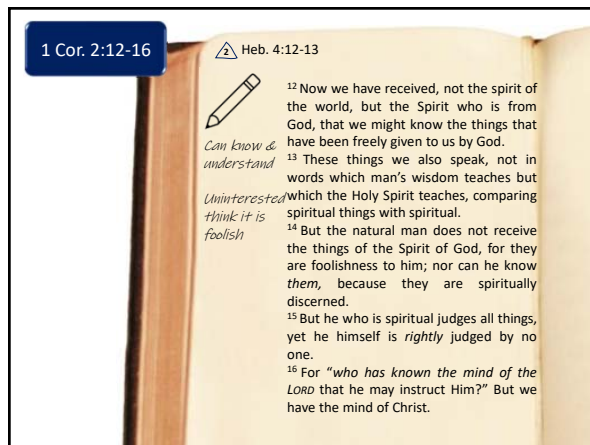 1 Cor. 2:12-16
2 Heb. 4:12-13
Can know &
understand
Uninterested
think it is
foolish
12 Now we have received, not the spirit of
the world, but the Spirit who is from
God, that we might know the things that
have been freely given to us by God.
13 These things we also speak, not in
words which man's wisdom teaches but
which the Holy Spirit teaches, comparing
spiritual things with spiritual.
14 But the natural man does not receive
the things of the Spirit of God, for they
are foolishness to him; nor can he know
them, because they are spiritually
discerned.
15 But he who is spiritual judges all things,
yet he himself is rightly judged by no
one.
16 For “who has known the mind of the
LORD that he may instruct Him?” But we
have the mind of Christ.